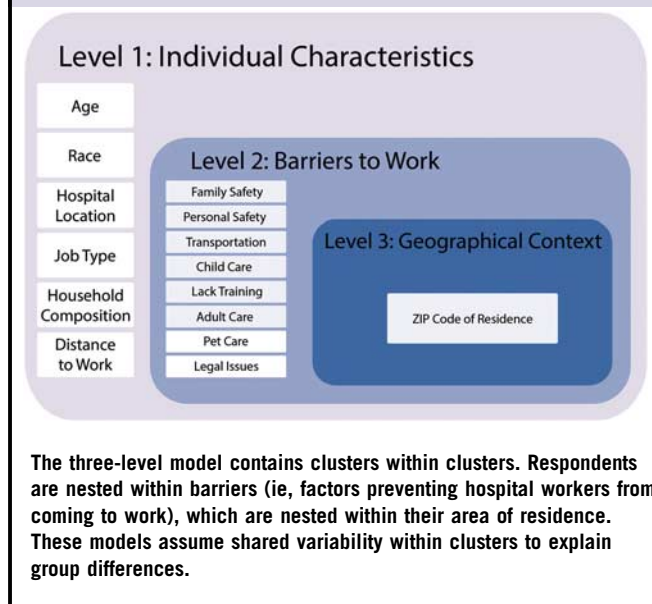 Level 1: Individual Characteristics
Age
Race
Hospital
Location
Job Type
Household
Composition
Distance
to Work
Level 2: Barriers to Work
Family Safety
Personal Safety
Transportation
Child Care
Lack Training
Adult Care
Pet Care
Legal Issues
Level 3: Geographical Context
ZIP Code of Residence
The three-level model contains clusters within clusters. Respondents
are nested within barriers (ie, factors preventing hospital workers from
coming to work), which are nested within their area of residence.
These models assume shared variability within clusters to explain
group differences.